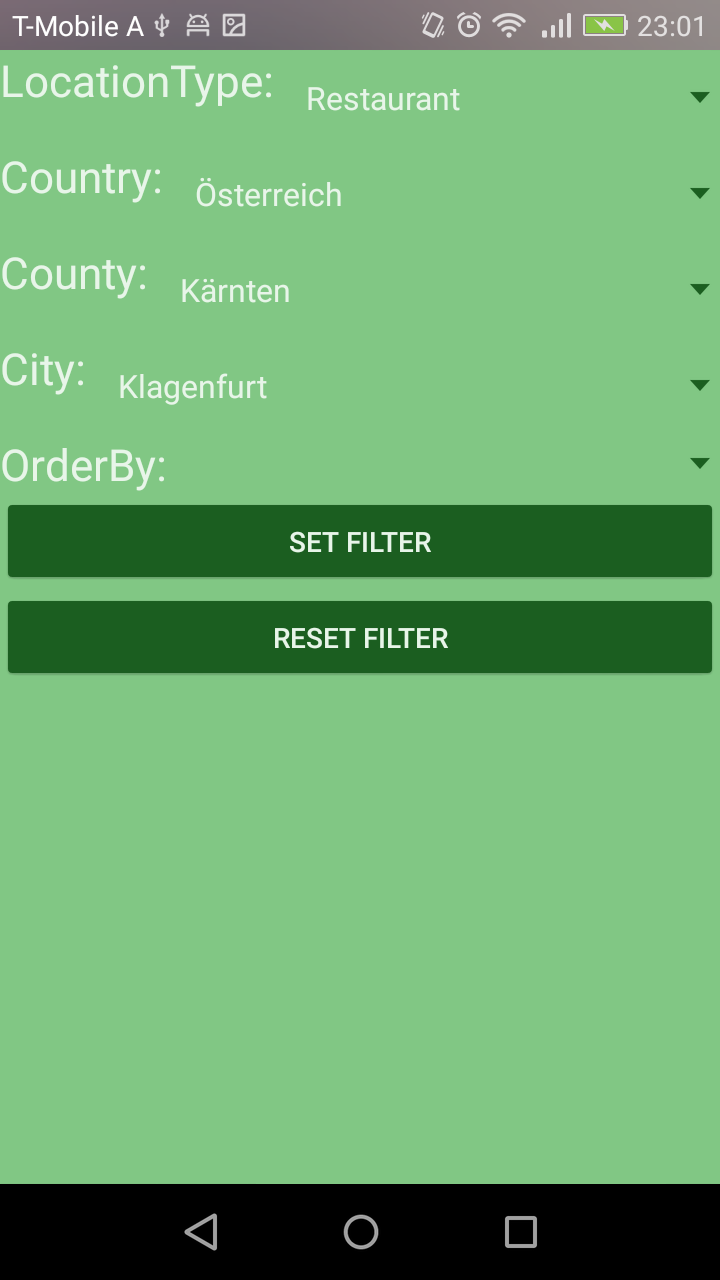 T-Mobile A 23:01
LocationType: Restaurant
Country: Österreich
County: Kärnten
City: Klagenfurt
OrderBy:
SET FILTER
RESET FILTER